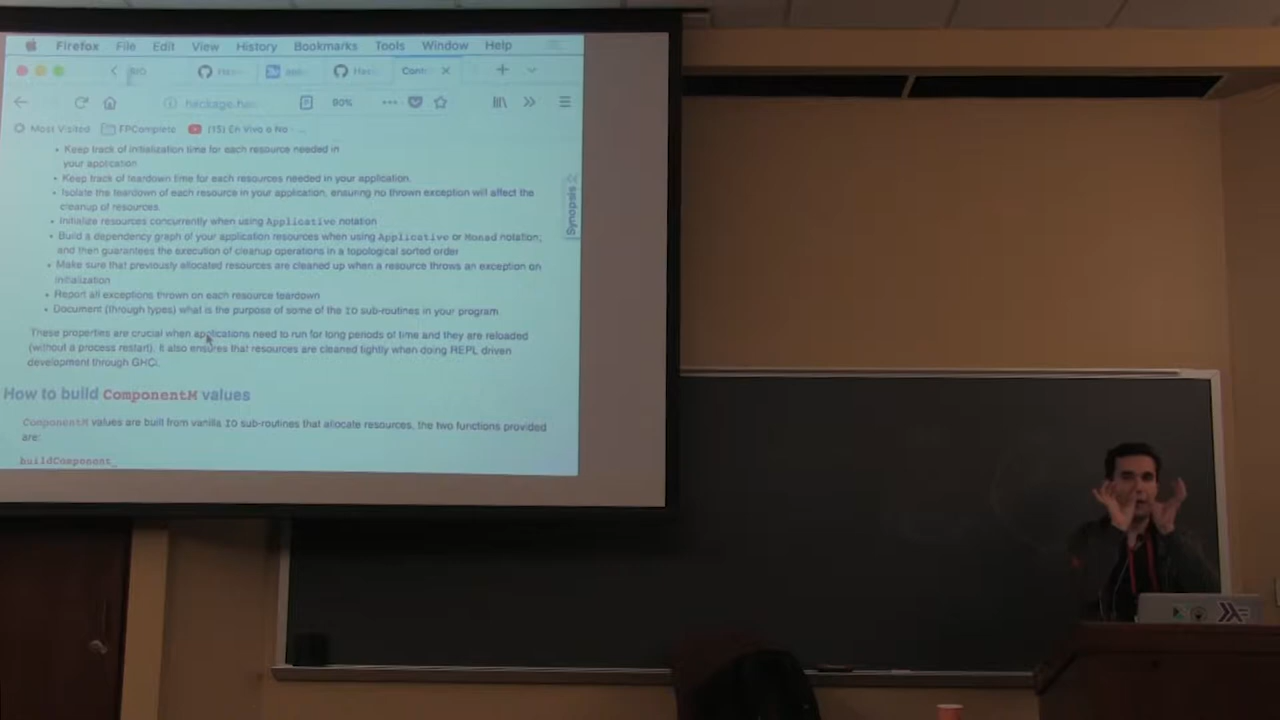 Firefox File Edit View History Bookmarks Tools Window Help
hackage.ha
90%
Most Visited FPComplete (15) En Vivo o No - ...
• Keep track of initialization time for each resource needed in
your application
• Keep track of teardown time for each resources needed in your application.
• Isolate the teardown of each resource in your application, ensuring no thrown exception will affect the
cleanup of resources.
• Initialize resources concurrently when using Applicative notation
• Build a dependency graph of your application resources when using Applicative or Monad notation;
and then guarantees the execution of cleanup operations in a topological sorted order
• Make sure that previously allocated resources are cleaned up when a resource throws an exception on
initialization
• Report all exceptions thrown on each resource teardown
• Document (through types) what is the purpose of some of the IO sub-routines in your program
Synopsis
These properties are crucial when applications need to run for long periods of time and they are reloaded
(without a process restart). It also ensures that resources are cleaned tightly when doing REPL driven
development through GHCi.
How to build ComponentM values
ComponentM values are built from vanilla IO sub-routines that allocate resources, the two functions provided
are:
buildComponent_